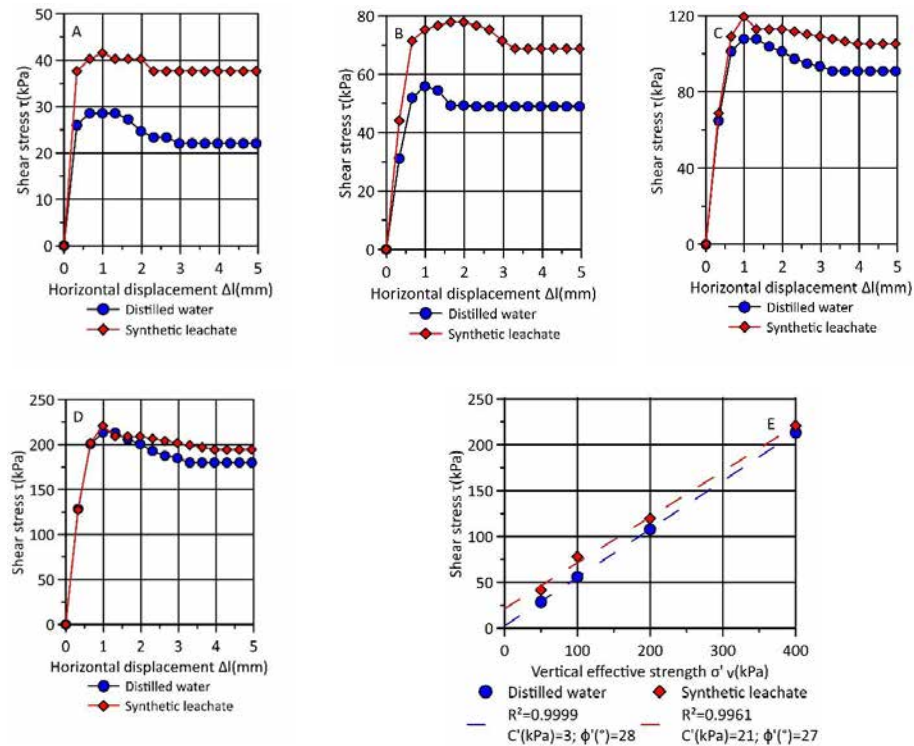 50
40
30
20
10
0
A
Shear stress τ(kPa)
0 1 2 3 4 5
Horizontal displacement Δl(mm)
Distilled water
Synthetic leachate
80
60
40
20
0
B
Shear stress τ(kPa)
0 1 2 3 4 5
Horizontal displacement Δl(mm)
Distilled water
Synthetic leachate
120
80
40
0
C
Shear stress τ(kPa)
0 1 2 3 4 5
Horizontal displacement Δl(mm)
Distilled water
Synthetic leachate
250
200
150
100
50
0
D
Shear stress τ(kPa)
0 1 2 3 4 5
Horizontal displacement Δl(mm)
Distilled water
Synthetic leachate
250
200
150
100
50
0
E
Shear stress τ(kPa)
0 100 200 300 400
Vertical effective strength σ' v(kPa)
Distilled water
R²=0.9999
C'(kPa)=3; ϕ'(°)=28
Synthetic leachate
R²=0.9961
C'(kPa)=21; ϕ'(°)=27